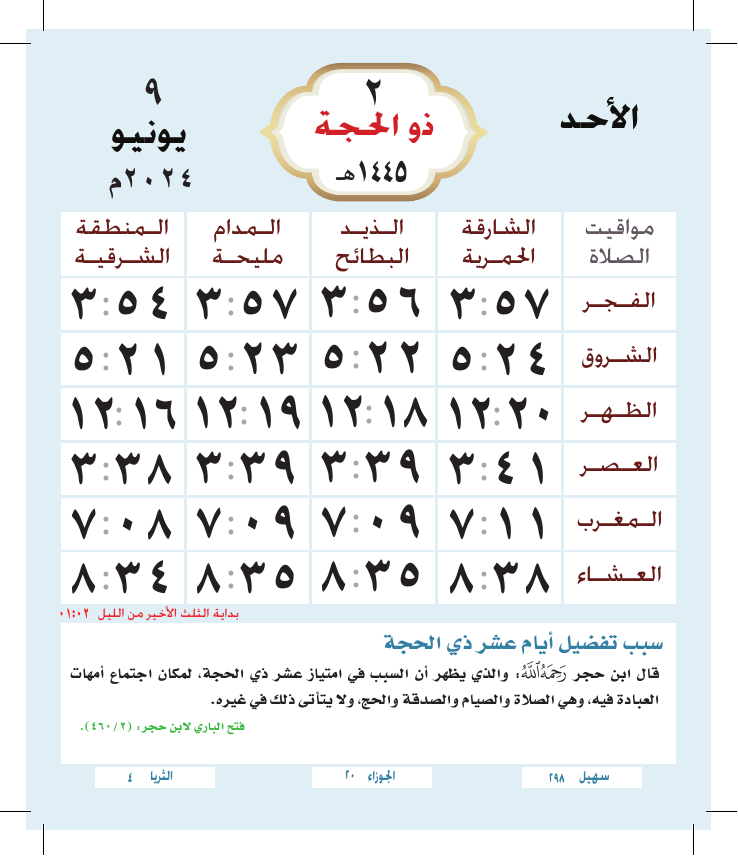 الأحد
٢
ذو الحجة
١٤٤٥هـ
٩
يونيو
٢٠٢٤م
مواقيت الصلاة
الشارقة الحمرية
الذيد البطائح
المدام مليحة
المنطقة الشرقية
الفجر ٣:٥٧ ٣:٥٦ ٣:٥٧ ٣:٥٤
الشروق ٥:٢٤ ٥:٢٢ ٥:٢٣ ٥:٢١
الظهر ١٢:٢٠ ١٢:١٨ ١٢:١٩ ١٢:١٦
العصر ٣:٤١ ٣:٣٩ ٣:٣٩ ٣:٣٨
المغرب ٧:١١ ٧:٠٩ ٧:٠٩ ٧:٠٨
العشاء ٨:٣٨ ٨:٣٥ ٨:٣٥ ٨:٣٤
بداية الثلث الأخير من الليل ٠١:٠٢
سبب تفضيل أيام عشر ذي الحجة
قال ابن حجر رَحِمَهُ ٱللَّهُ: والذي يظهر أن السبب في امتياز عشر ذي الحجة، لمكان اجتماع أمهات
العبادة فيه، وهي الصلاة والصيام والصدقة والحج، ولا يتأتى ذلك في غيره.
فتح الباري لابن حجر: (٤٦٠/٢).
سهيل ٢٩٨
الجوزاء ٢٠
الثريا ٤